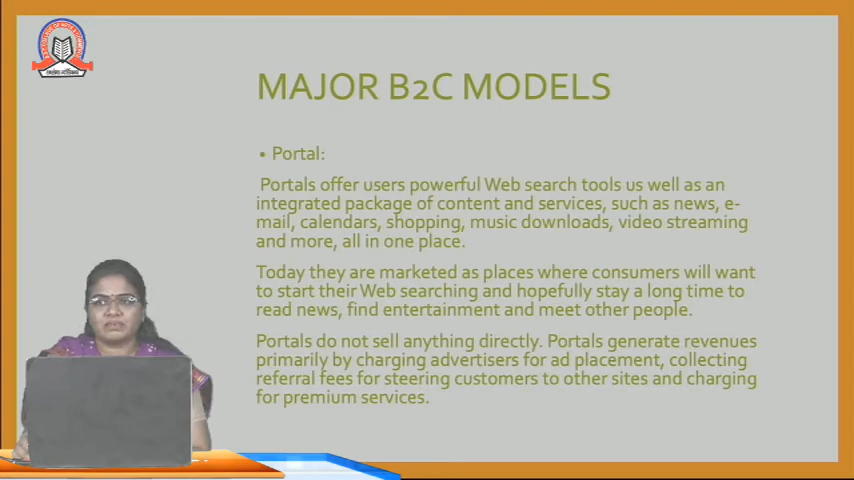 MAJOR B2C MODELS
• Portal:
Portals offer users powerful Web search tools us well as an
integrated package of content and services, such as news, e-
mail, calendars, shopping, music downloads, video streaming
and more, all in one place.
Today they are marketed as places where consumers will want
to start their Web searching and hopefully stay a long time to
read news, find entertainment and meet other people.
Portals do not sell anything directly. Portals generate revenues
primarily by charging advertisers for ad placement, collecting
referral fees for steering customers to other sites and charging
for premium services.